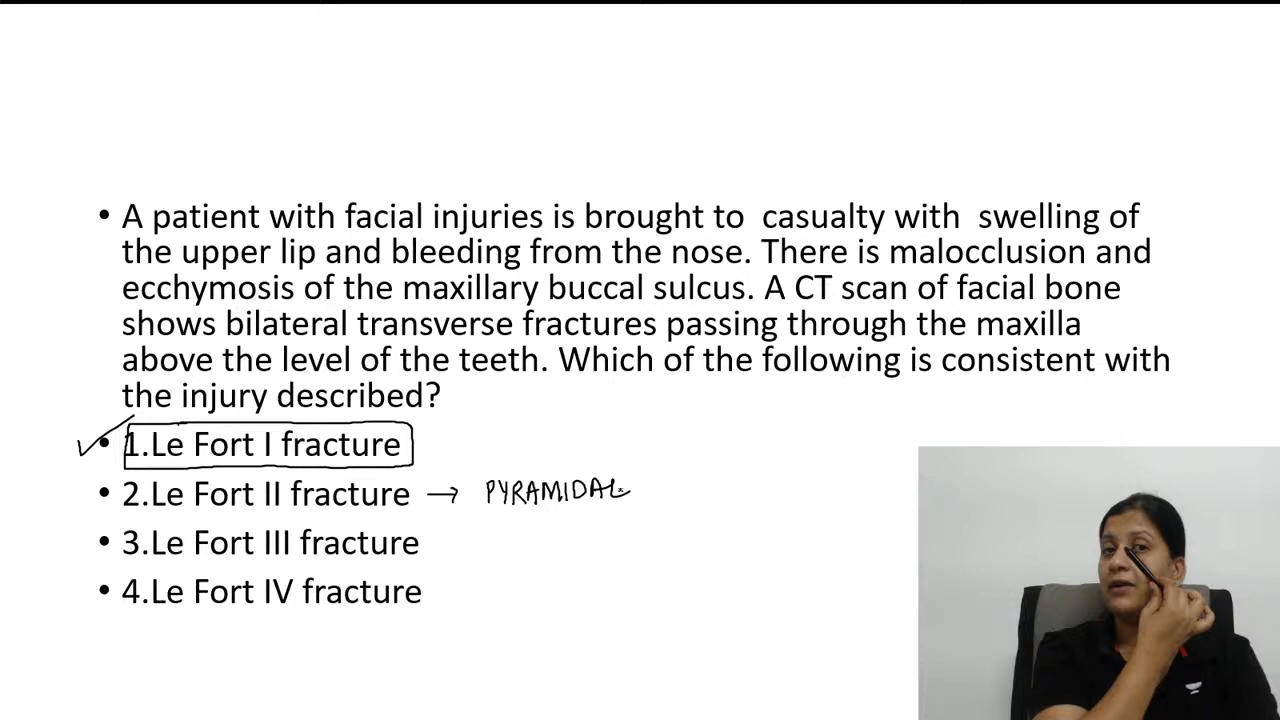 • A patient with facial injuries is brought to casualty with swelling of
the upper lip and bleeding from the nose. There is malocclusion and
ecchymosis of the maxillary buccal sulcus. A CT scan of facial bone
shows bilateral transverse fractures passing through the maxilla
above the level of the teeth. Which of the following is consistent with
the injury described?
• 1.Le Fort I fracture
• 2.Le Fort II fracture → PYRAMIDAL
• 3.Le Fort III fracture
• 4.Le Fort IV fracture